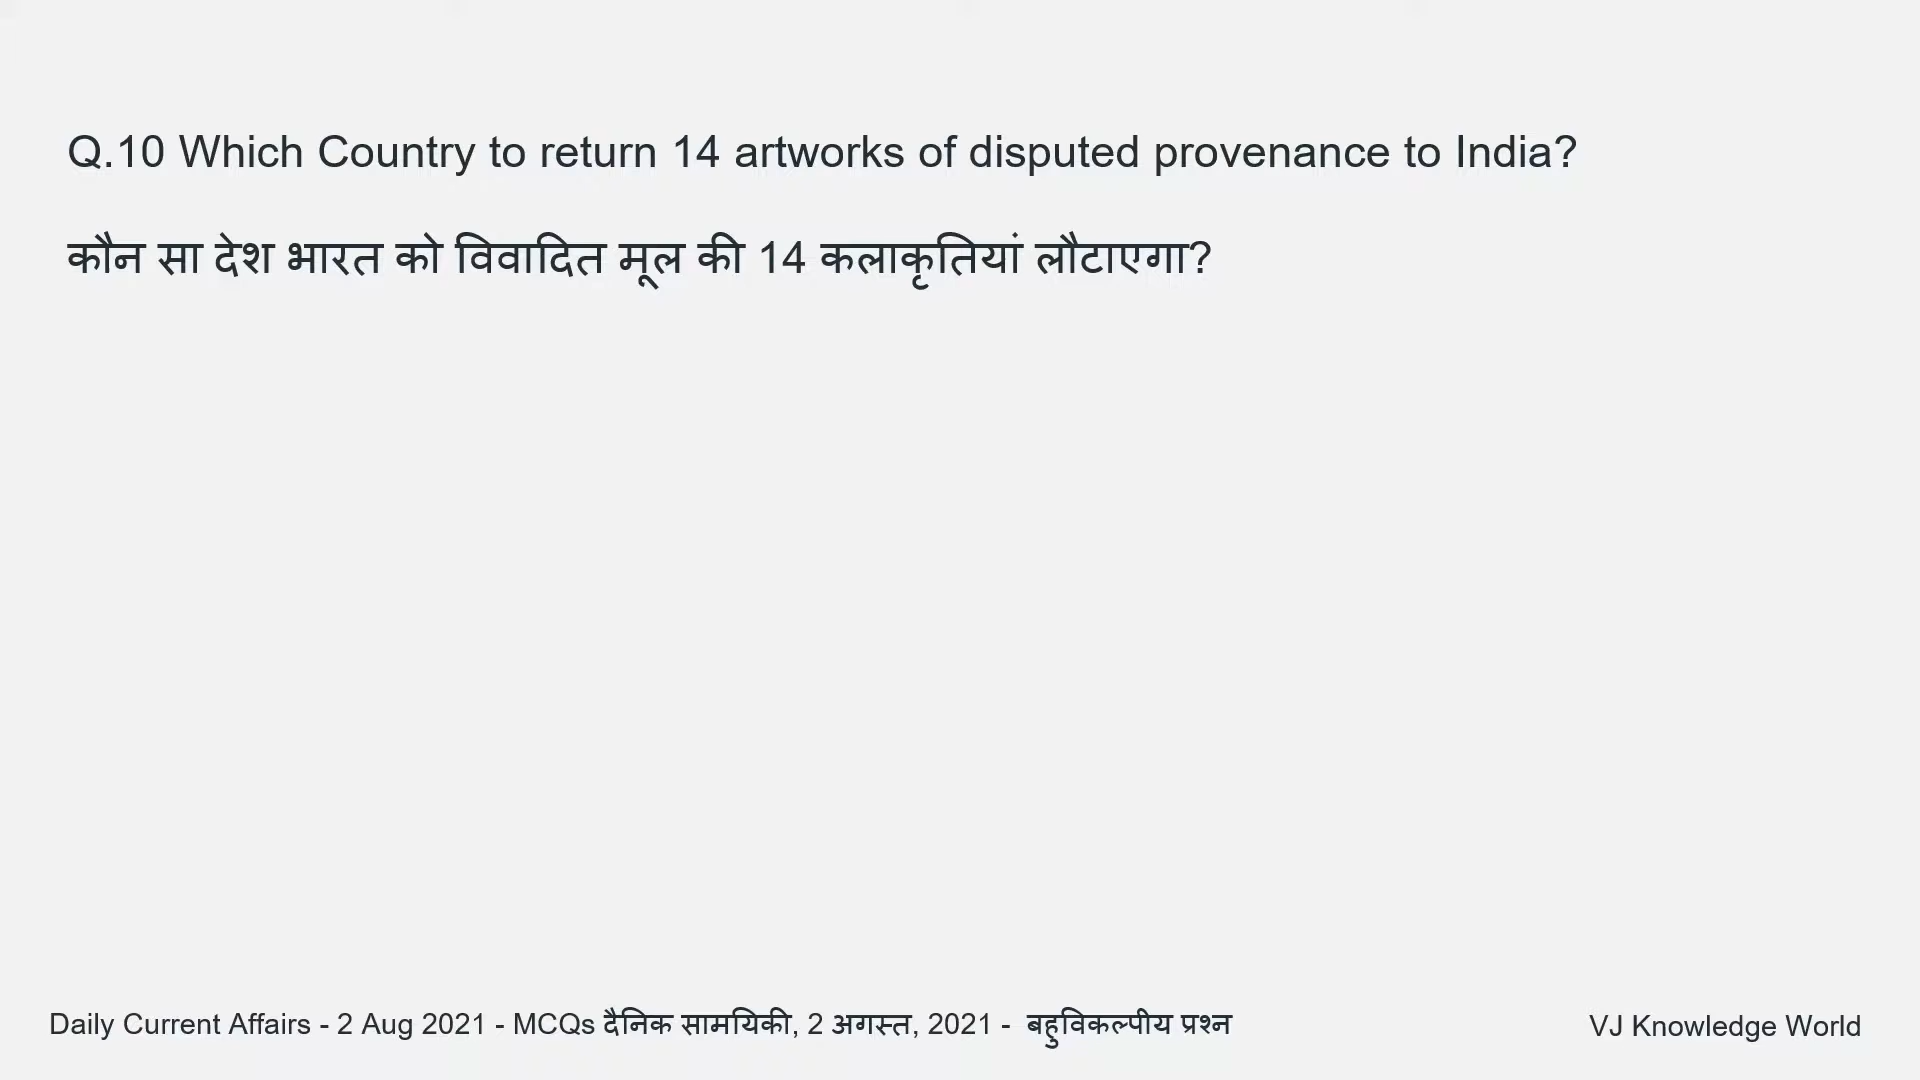 Q.10 Which Country to return 14 artworks of disputed provenance to India?
कौन सा देश भारत को विवादित मूल की 14 कलाकृतियां लौटाएगा?
Daily Current Affairs - 2 Aug 2021 - MCQs दैनिक सामयिकी, 2 अगस्त, 2021 - बहुविकल्पीय प्रश्न
VJ Knowledge World